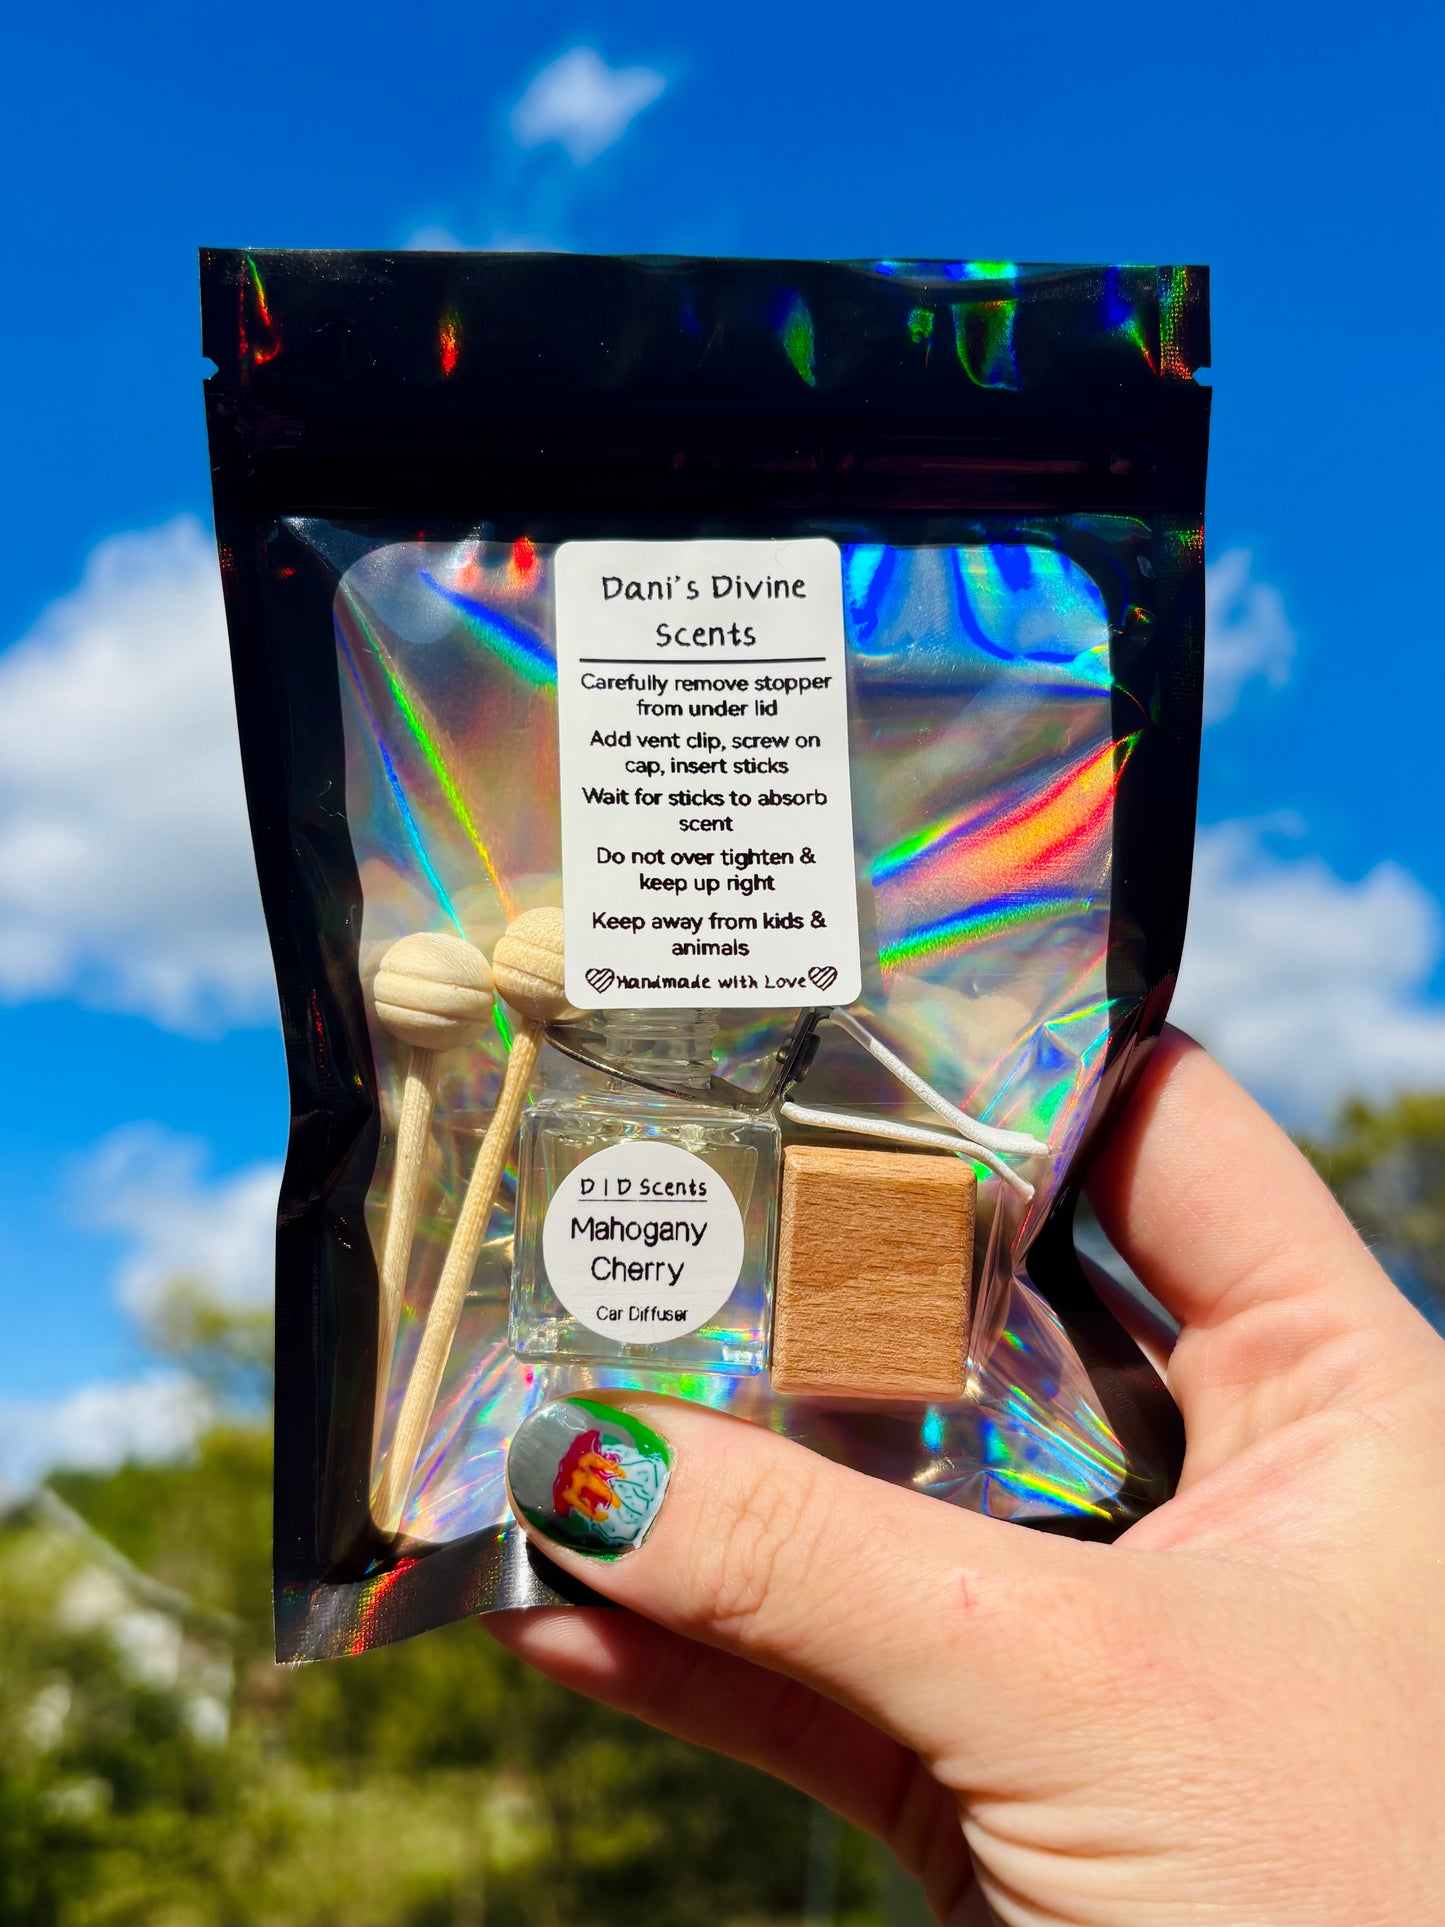 Dani's Divine
Scents
Carefully remove stopper
from under lid
Add vent clip, screw on
cap, insert sticks
Wait for sticks to absorb
scent
Do not over tighten &
keep up right
Keep away from kids &
animals
Handmade with Love
D I D Scents
Mahogany
Cherry
Car Diffuser